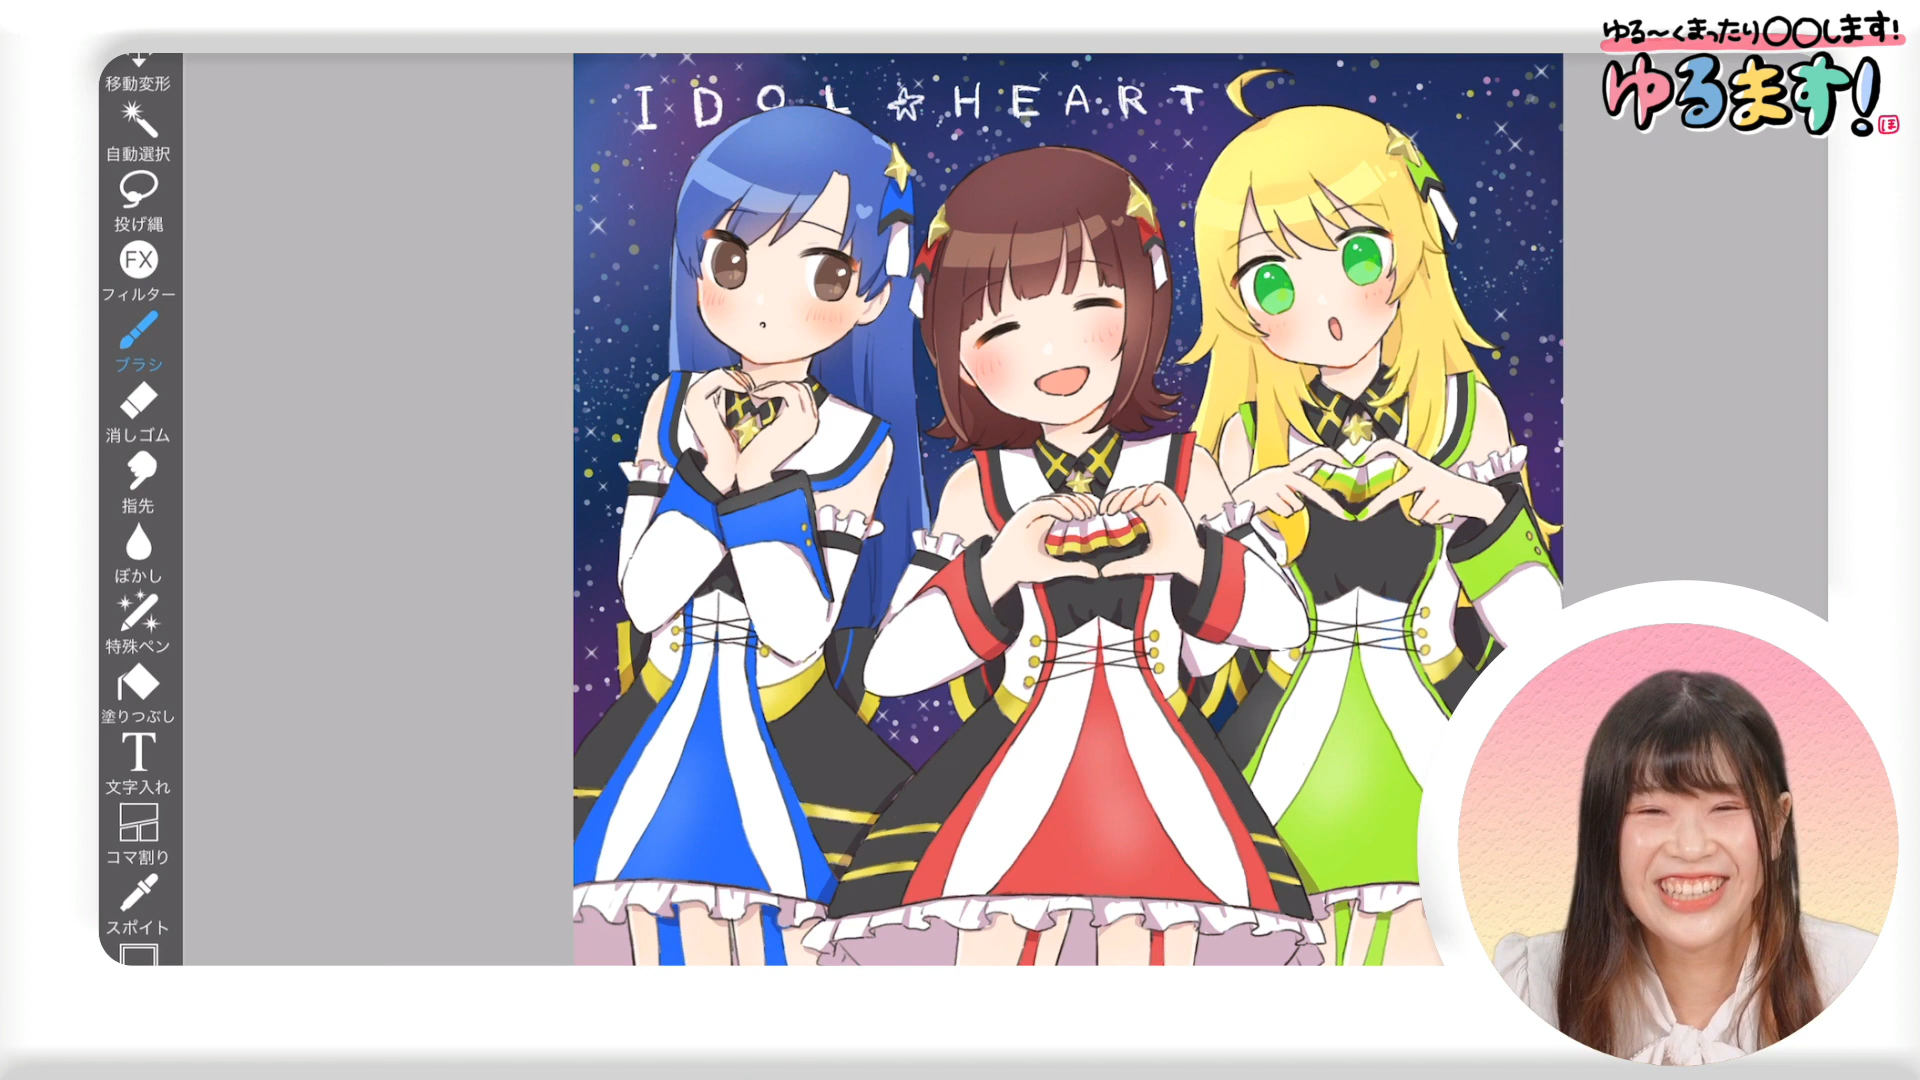 ゆる～くまったり〇〇します!
ゆるます!
ほ
IDOL☆HEART
移動変形
自動選択
投げ縄
FX
フィルター
ブラシ
消しゴム
指先
ぼかし
特殊ペン
塗りつぶし
T
文字入れ
コマ割り
スポイト